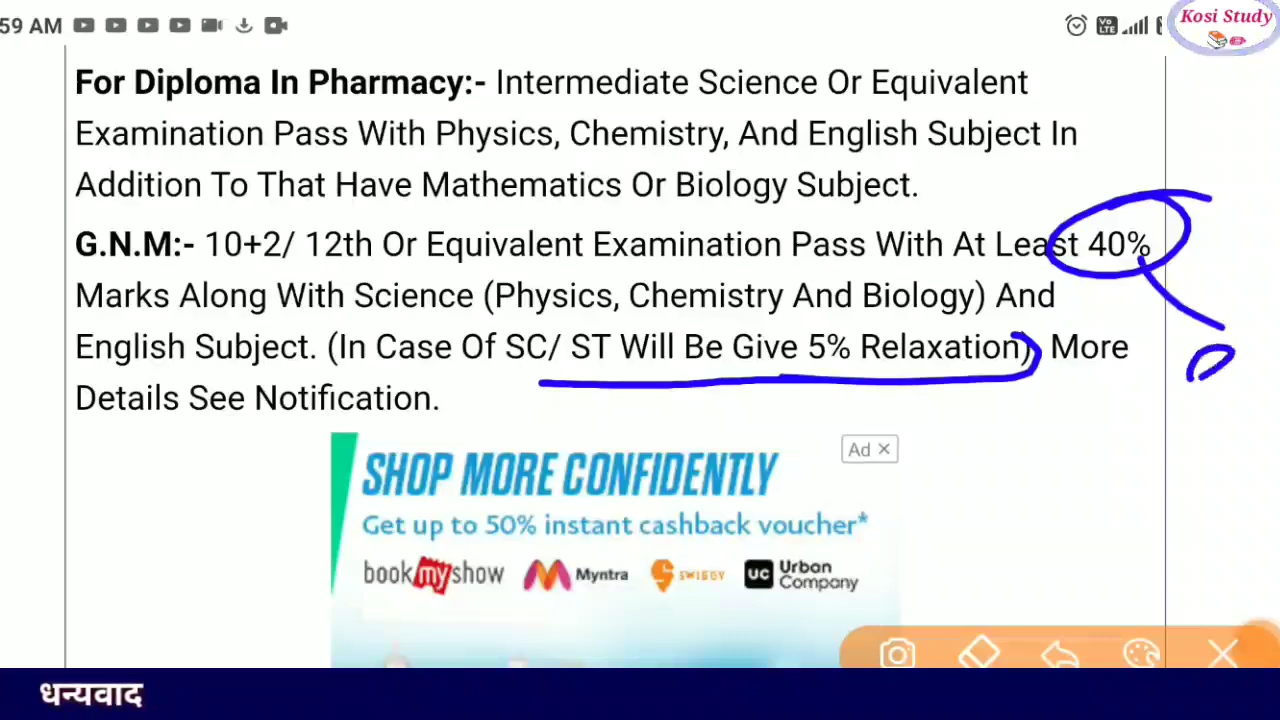 59 AM
Vo LTE
Kosi Study
For Diploma In Pharmacy:- Intermediate Science Or Equivalent
Examination Pass With Physics, Chemistry, And English Subject In
Addition To That Have Mathematics Or Biology Subject.
G.N.M:- 10+2/ 12th Or Equivalent Examination Pass With At Least 40%
Marks Along With Science (Physics, Chemistry And Biology) And
English Subject. (In Case Of SC/ ST Will Be Give 5% Relaxation) More
Details See Notification.
Ad
SHOP MORE CONFIDENTLY
Get up to 50% instant cashback voucher*
bookmyshow Myntra SWIGGY UC Urban Company
धन्यवाद